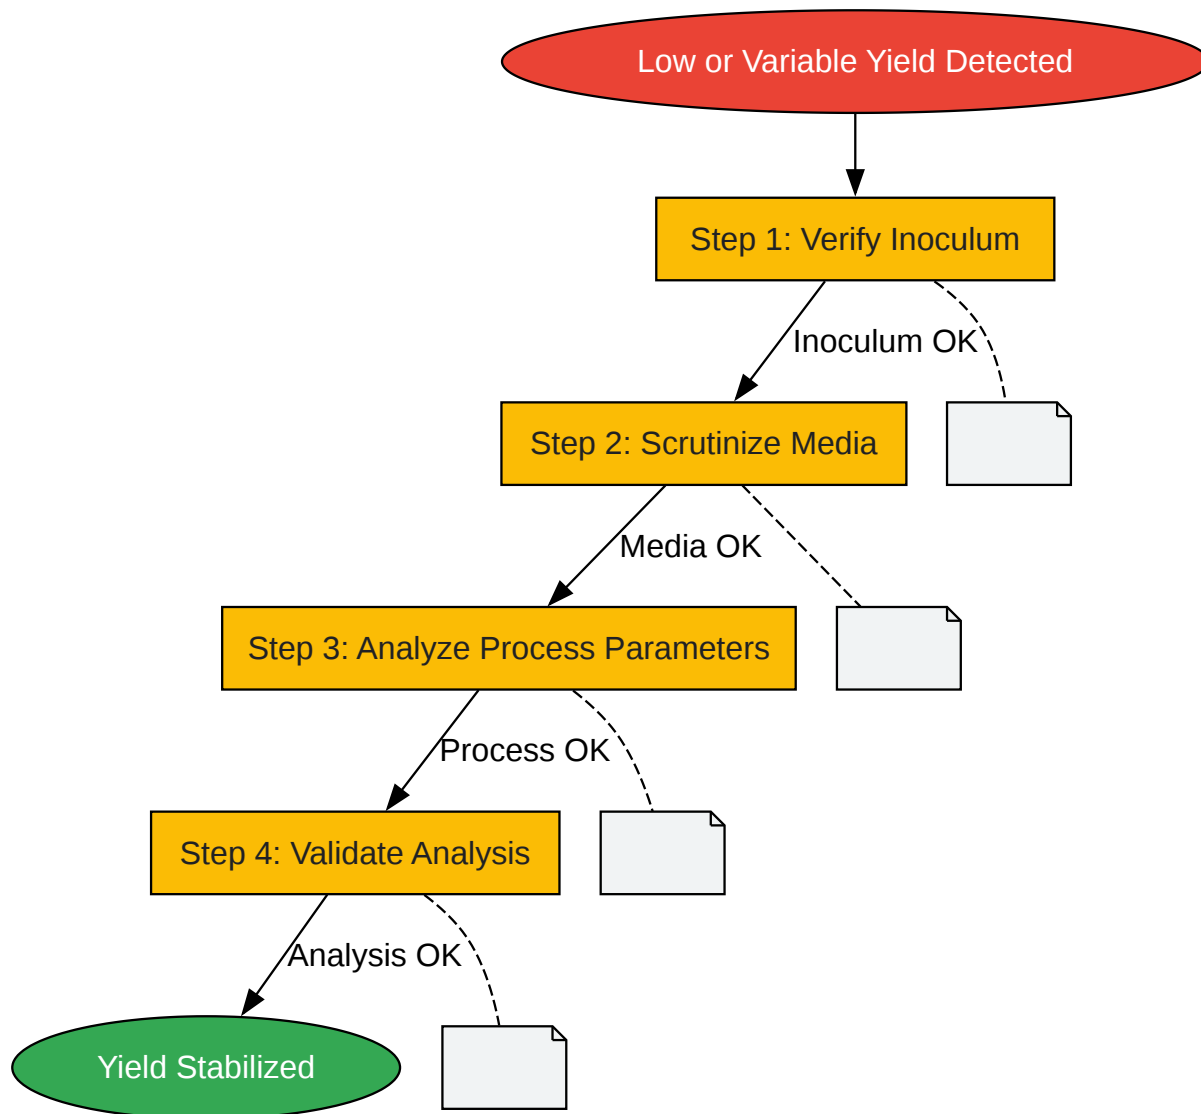 Low or Variable Yield Detected
Step 1: Verify Inoculum
Inoculum OK
Step 2: Scrutinize Media
Media OK
Step 3: Analyze Process Parameters
Process OK
Step 4: Validate Analysis
Analysis OK
Yield Stabilized